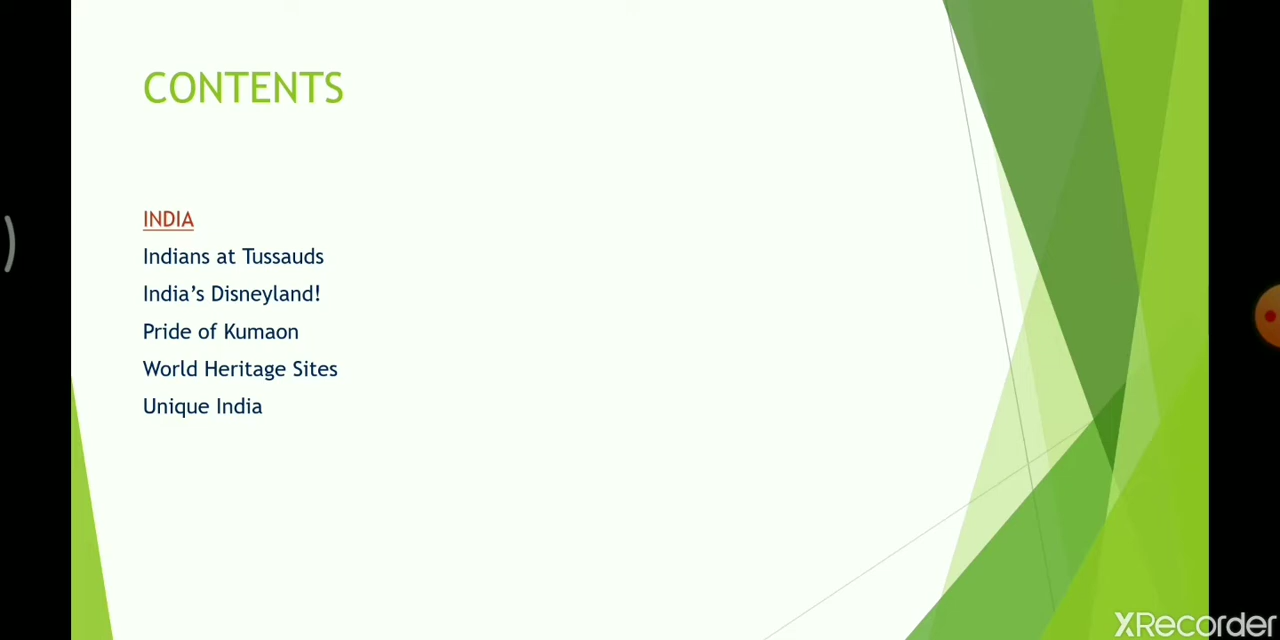 CONTENTS
INDIA
Indians at Tussauds
India’s Disneyland!
Pride of Kumaon
World Heritage Sites
Unique India
XRecorder